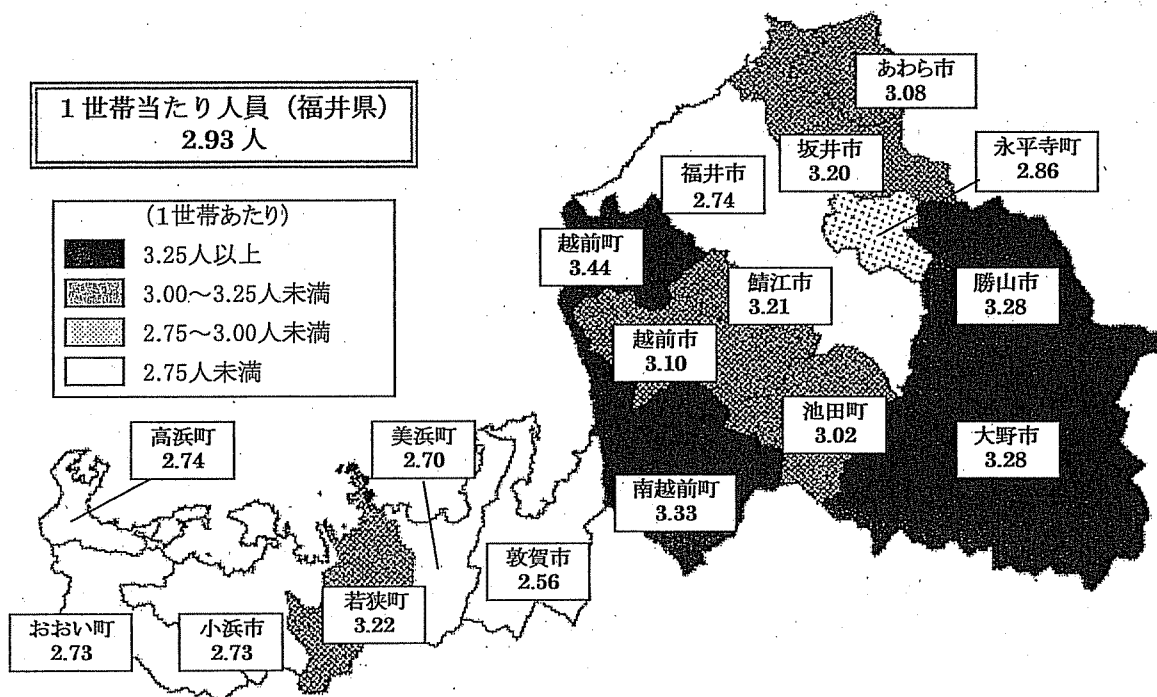 1世帯当たり人員（福井県）
2.93人
（1世帯あたり）
3.25人以上
3.00～3.25人未満
2.75～3.00人未満
2.75人未満
あわら市
3.08
坂井市
3.20
永平寺町
2.86
福井市
2.74
越前町
3.44
鯖江市
3.21
勝山市
3.28
越前市
3.10
池田町
3.02
大野市
3.28
南越前町
3.33
高浜町
2.74
美浜町
2.70
敦賀市
2.56
若狭町
3.22
おおい町
2.73
小浜市
2.73